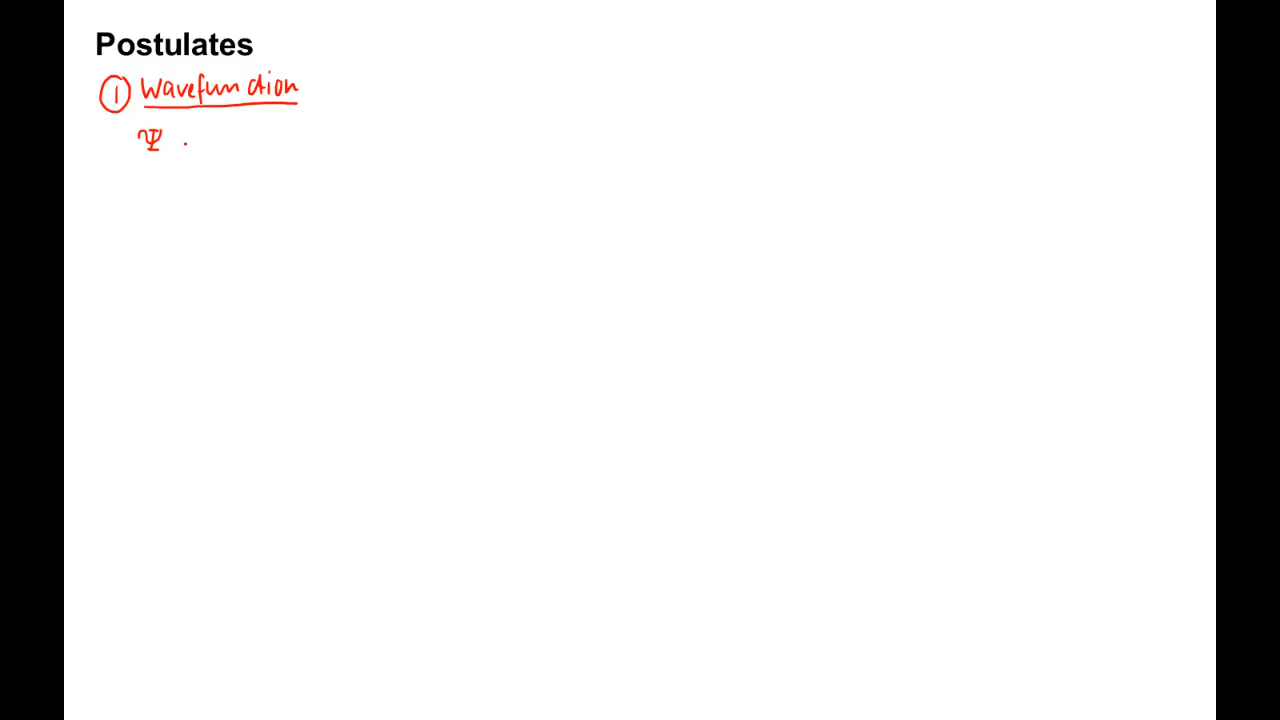 Postulates
① Wavefunction
Ψ .